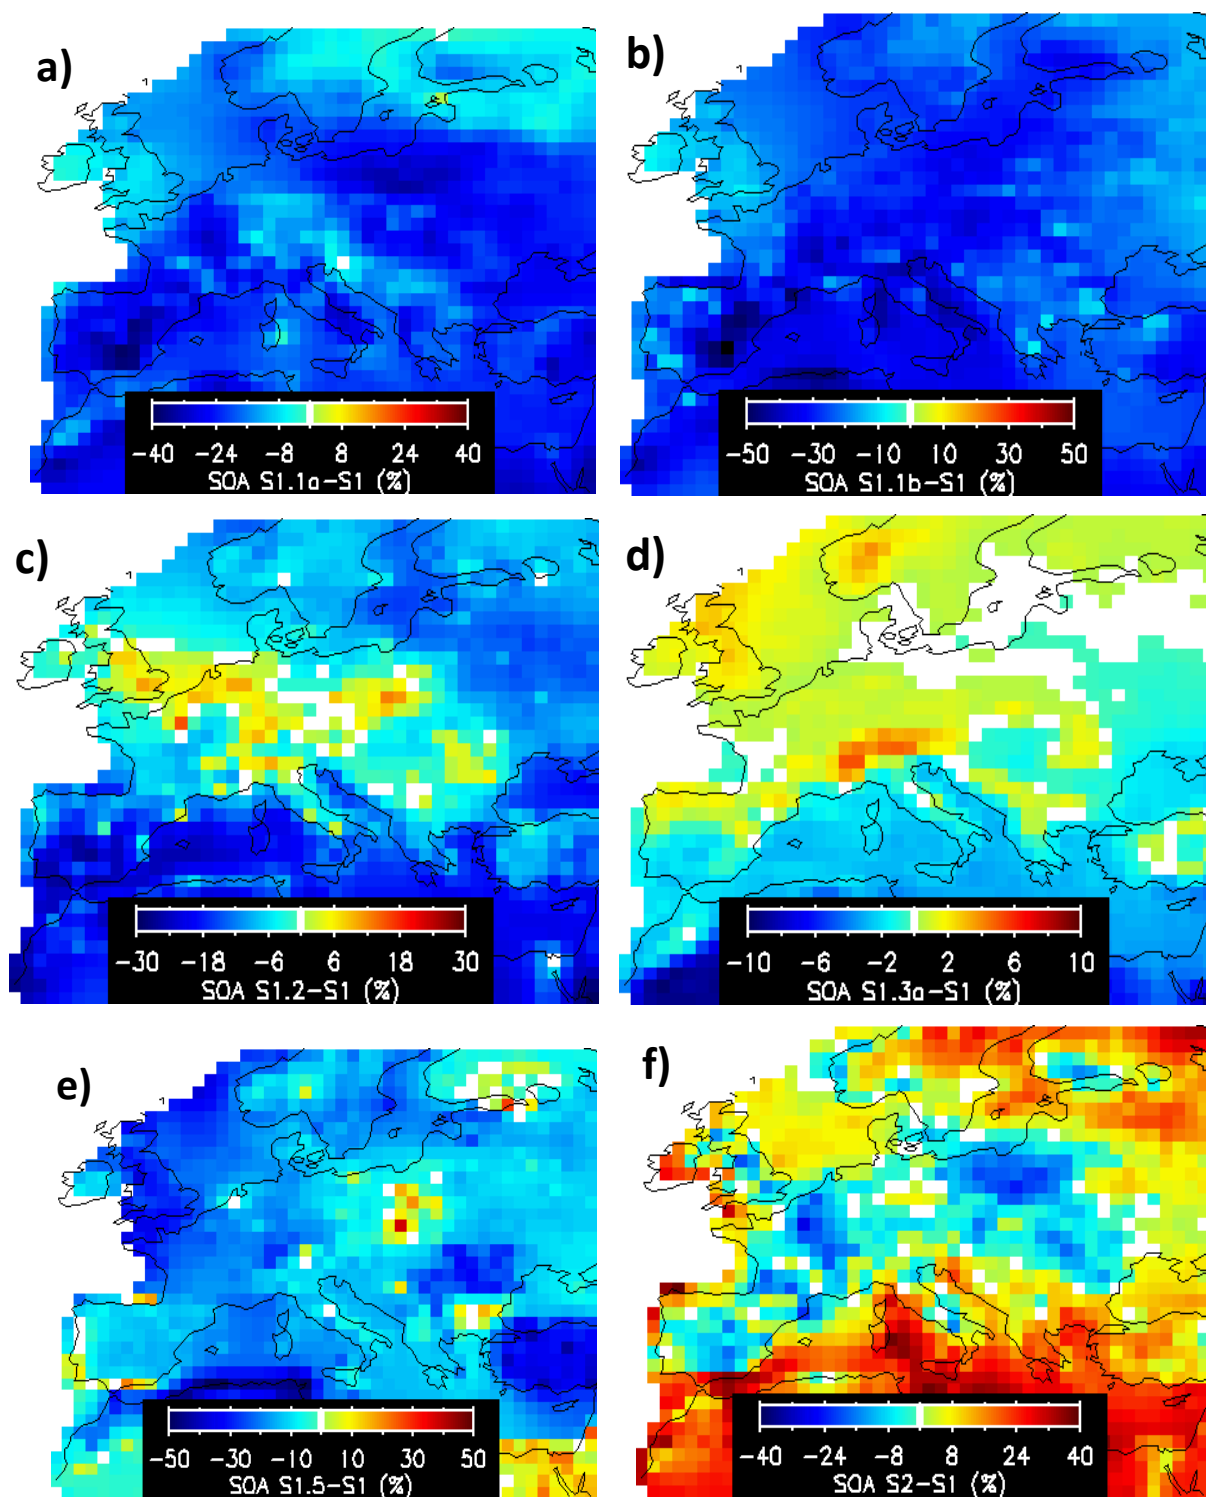 a)
b)
-40 -24 -8 8 24 40
SOA S1.1a-S1 (%)
-50 -30 -10 10 30 50
SOA S1.1b-S1 (%)
c)
d)
-30 -18 -6 6 18 30
SOA S1.2-S1 (%)
-10 -6 -2 2 6 10
SOA S1.3a-S1 (%)
e)
f)
-50 -30 -10 10 30 50
SOA S1.5-S1 (%)
-40 -24 -8 8 24 40
SOA S2-S1 (%)